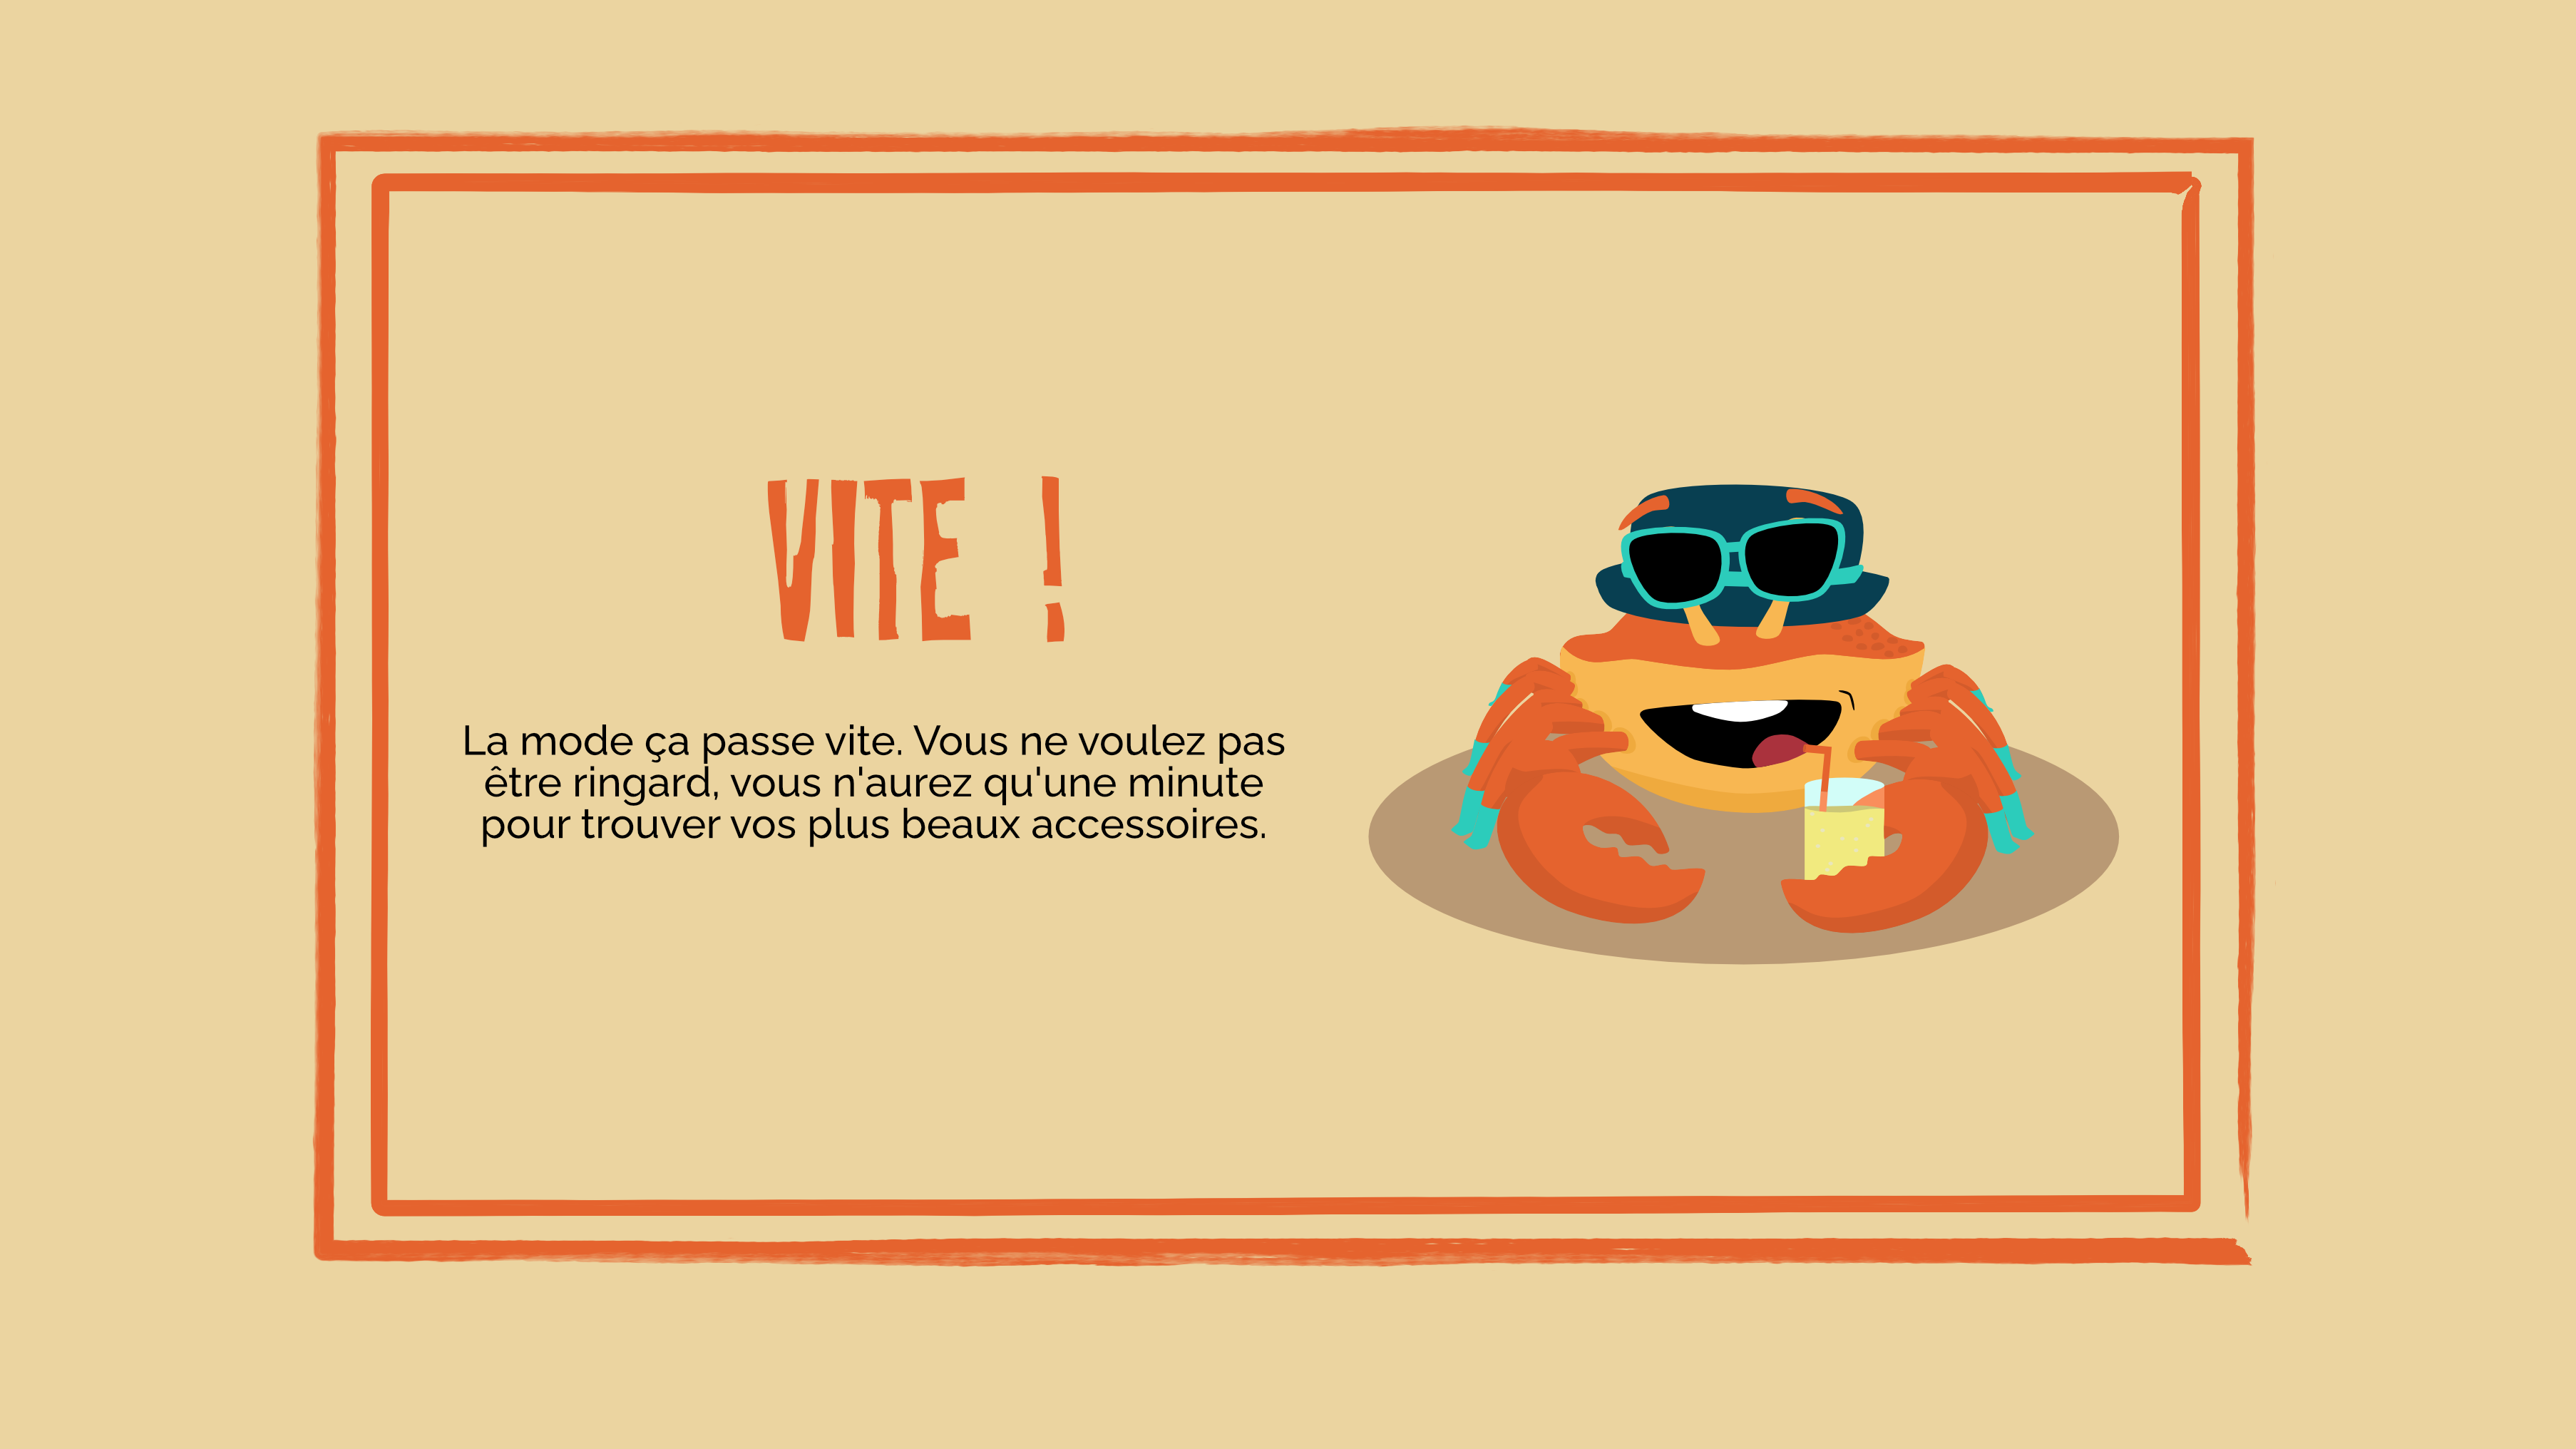 VITE !
La mode ça passe vite. Vous ne voulez pas
être ringard, vous n'aurez qu'une minute
pour trouver vos plus beaux accessoires.